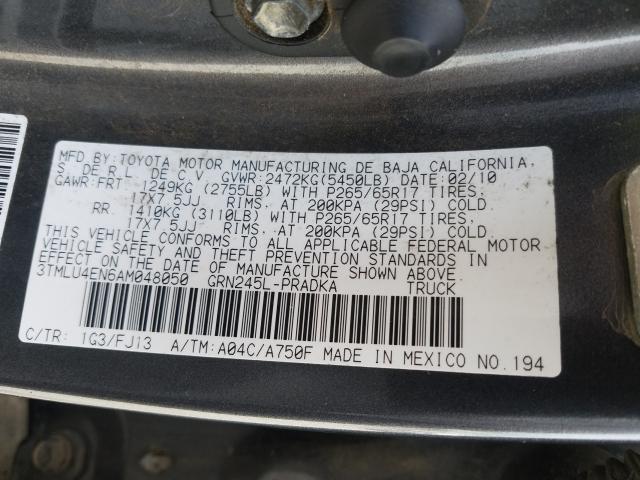 MFD BY: TOYOTA MOTOR MANUFACTURING DE BAJA CALIFORNIA,
S DE R.L DE C V. GVWR: 2472KG(5450LB) DATE: 02/10
GAWR: FRT 1249KG (2755LB) WITH P265/65R17 TIRES,
17X7.5JJ RIMS, AT 200KPA (29PSI) COLD
RR. 1410KG (3110LB) WITH P265/65R17 TIRES,
17X7.5JJ RIMS, AT 200KPA (29PSI) COLD
THIS VEHICLE CONFORMS TO ALL APPLICABLE FEDERAL MOTOR
VEHICLE SAFETY AND THEFT PREVENTION STANDARDS IN
EFFECT ON THE DATE OF MANUFACTURE SHOWN ABOVE.
3TMLU4EN6AM048050 GRN245L-PRADKA TRUCK
C/TR: 1G3/FJ13 A/TM: A04C/A750F MADE IN MEXICO NO.194